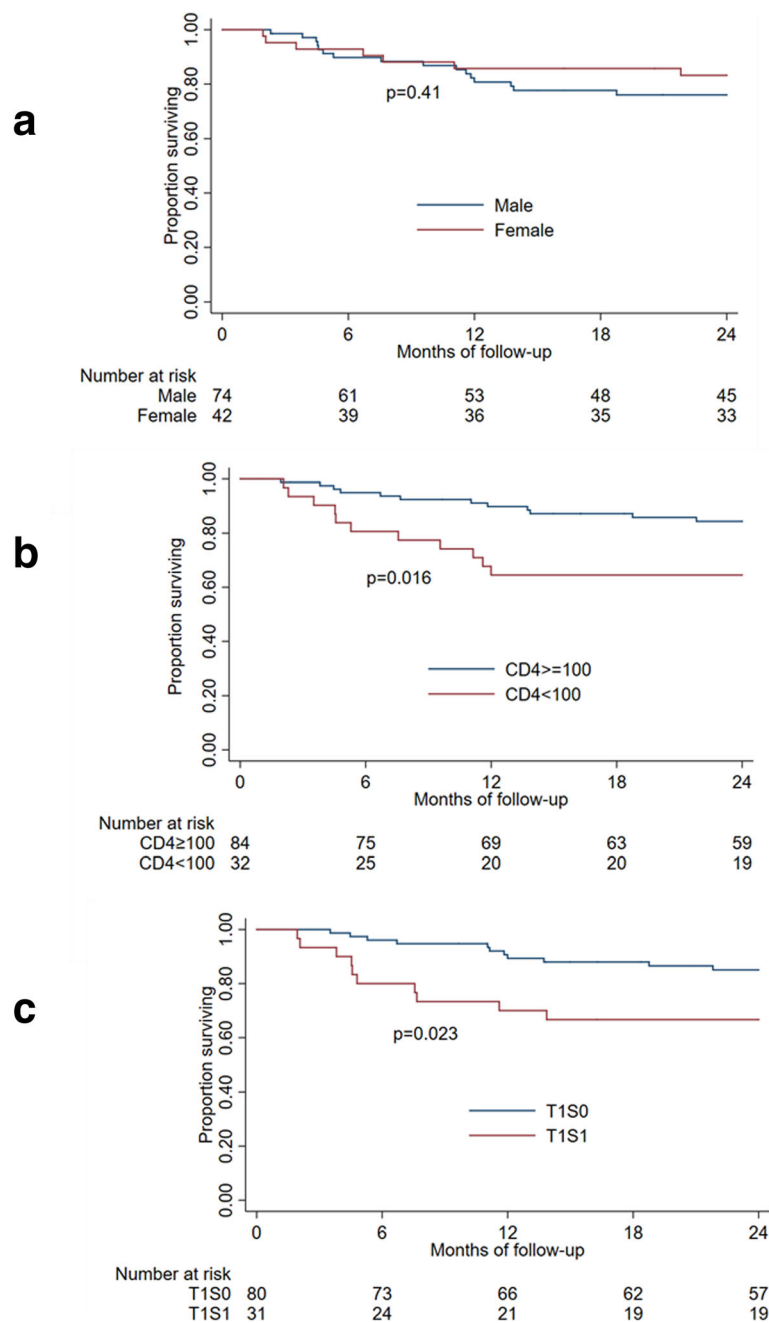 a
Proportion surviving
1.00
0.80
0.60
0.40
0.20
0.00
p=0.41
Male
Female
0 6 12 18 24
Months of follow-up
Number at risk
Male 74 61 53 48 45
Female 42 39 36 35 33
b
Proportion surviving
1.00
0.80
0.60
0.40
0.20
0.00
p=0.016
CD4>=100
CD4<100
0 6 12 18 24
Months of follow-up
Number at risk
CD4≥100 84 75 69 63 59
CD4<100 32 25 20 20 19
c
Proportion surviving
1.00
0.80
0.60
0.40
0.20
0.00
p=0.023
T1S0
T1S1
0 6 12 18 24
Months of follow-up
Number at risk
T1S0 80 73 66 62 57
T1S1 31 24 21 19 19